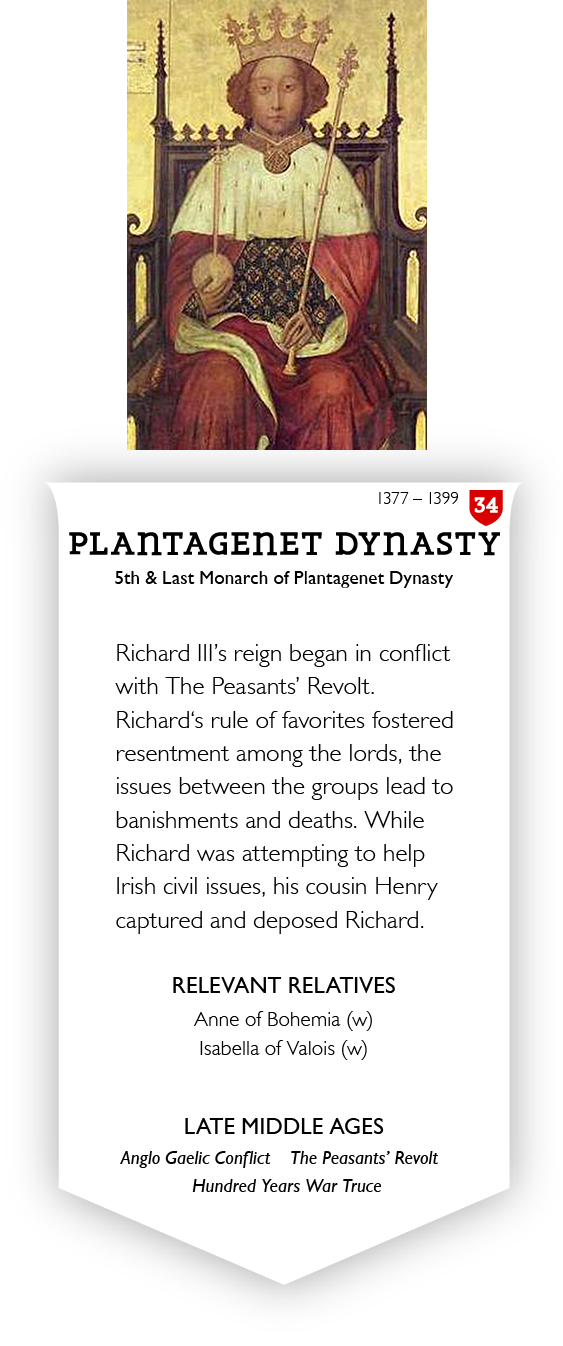 1377 – 1399 34
PLANTAGENET DYNASTY
5th & Last Monarch of Plantagenet Dynasty
Richard III’s reign began in conflict
with The Peasants’ Revolt.
Richard‘s rule of favorites fostered
resentment among the lords, the
issues between the groups lead to
banishments and deaths. While
Richard was attempting to help
Irish civil issues, his cousin Henry
captured and deposed Richard.
RELEVANT RELATIVES
Anne of Bohemia (w)
Isabella of Valois (w)
LATE MIDDLE AGES
Anglo Gaelic Conflict The Peasants’ Revolt
Hundred Years War Truce